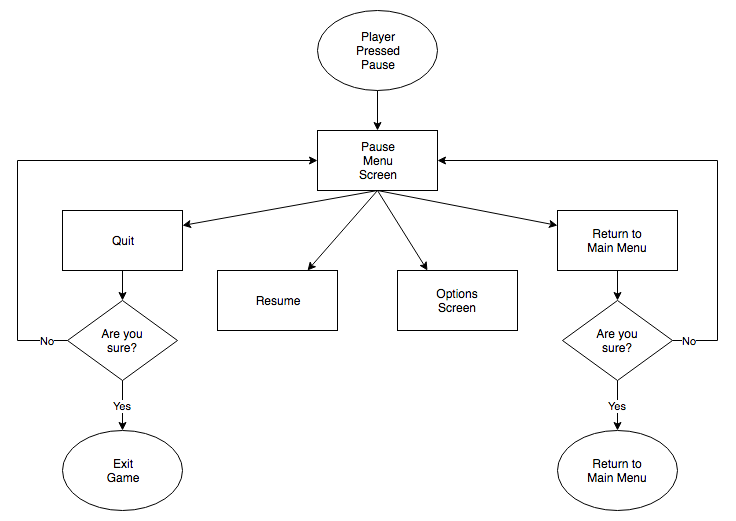 Player
Pressed
Pause
Pause
Menu
Screen
Quit
Return to
Main Menu
Resume
Options
Screen
Are you
sure?
No
Are you
sure?
No
Yes
Yes
Exit
Game
Return to
Main Menu